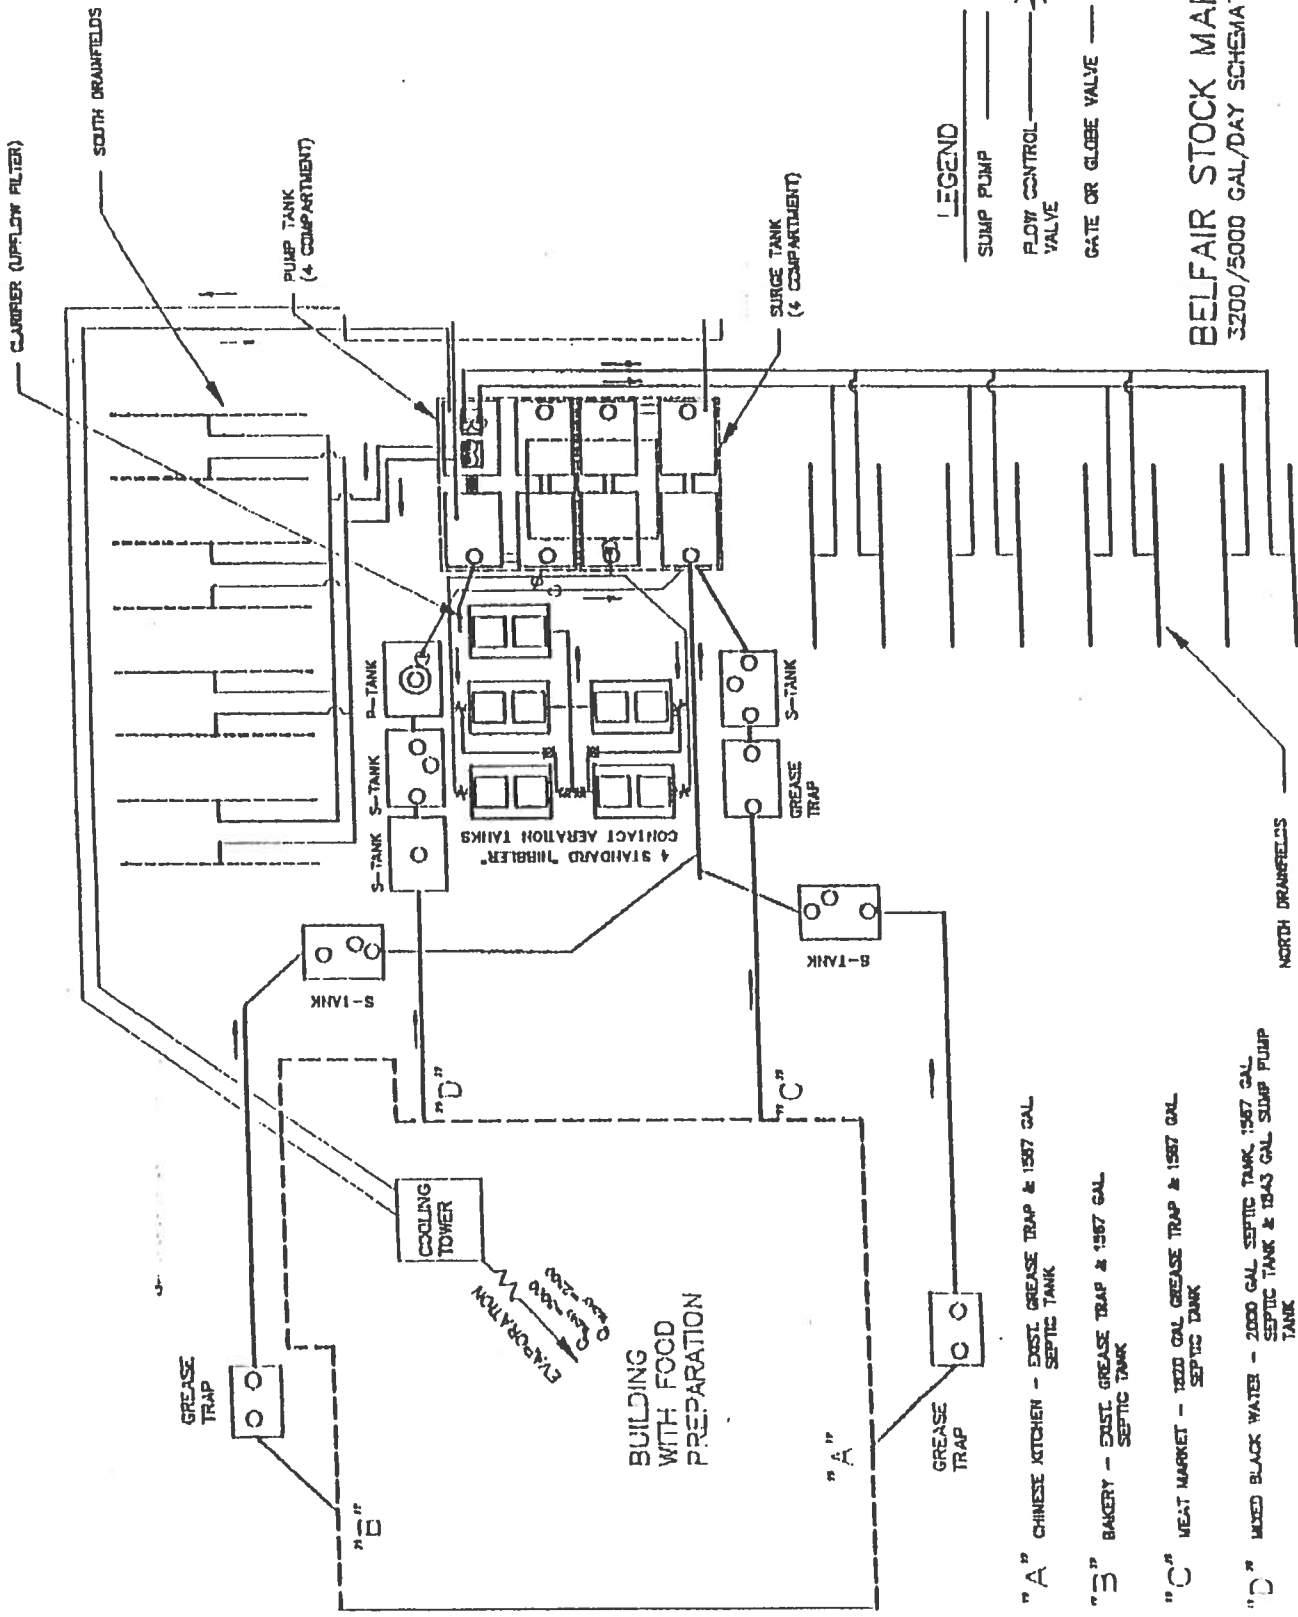 CLARIFIER (UPFLOW FILTER)
SOUTH DRAINFIELDS
PUMP TANK
(4 COMPARTMENT)
SURGE TANK
(4 COMPARTMENT)
P-TANK
S-TANK
S-TANK
4 STANDARD "NIBBLER"
CONTACT AERATION TANKS
S-TANK
GREASE
TRAP
S-TANK
S-TANK
"D"
"C"
COOLING
TOWER
EVAPORATION
GREASE
TRAP
BUILDING
WITH FOOD
PREPARATION
"B"
"A"
GREASE
TRAP
NORTH DRAINFIELDS
LEGEND
SUMP PUMP
FLOW CONTROL
VALVE
GATE OR GLOBE VALVE
BELFAIR STOCK MAR
3200/5000 GAL/DAY SCHEMAT
"A" CHINESE KITCHEN - EXIST. GREASE TRAP & 1567 GAL.
SEPTIC TANK
"B" BAKERY - EXIST. GREASE TRAP & 1567 GAL.
SEPTIC TANK
"C" MEAT MARKET - 1820 GAL GREASE TRAP & 1567 GAL.
SEPTIC TANK
"D" MIXED BLACK WATER - 2000 GAL. SEPTIC TANK, 1567 GAL.
SEPTIC TANK & 1843 GAL SUMP PUMP
TANK